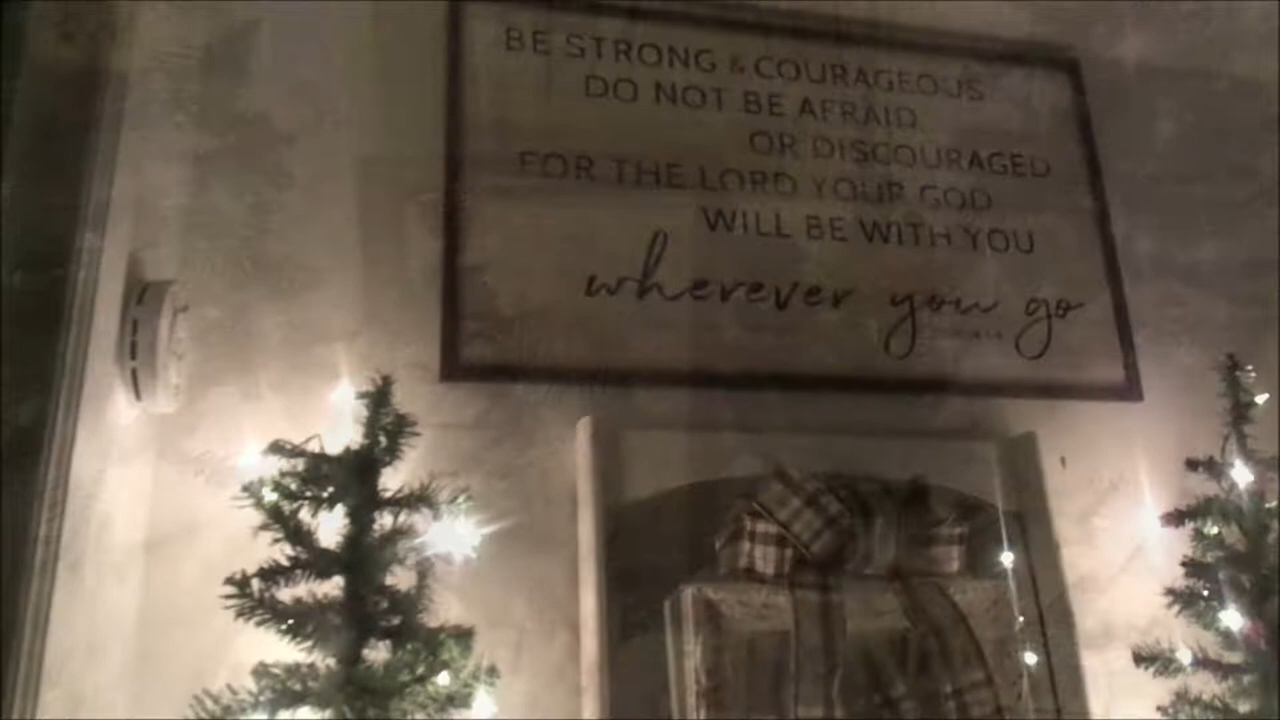 BE STRONG & COURAGEOUS
DO NOT BE AFRAID
OR DISCOURAGED
FOR THE LORD YOUR GOD
WILL BE WITH YOU
wherever you go